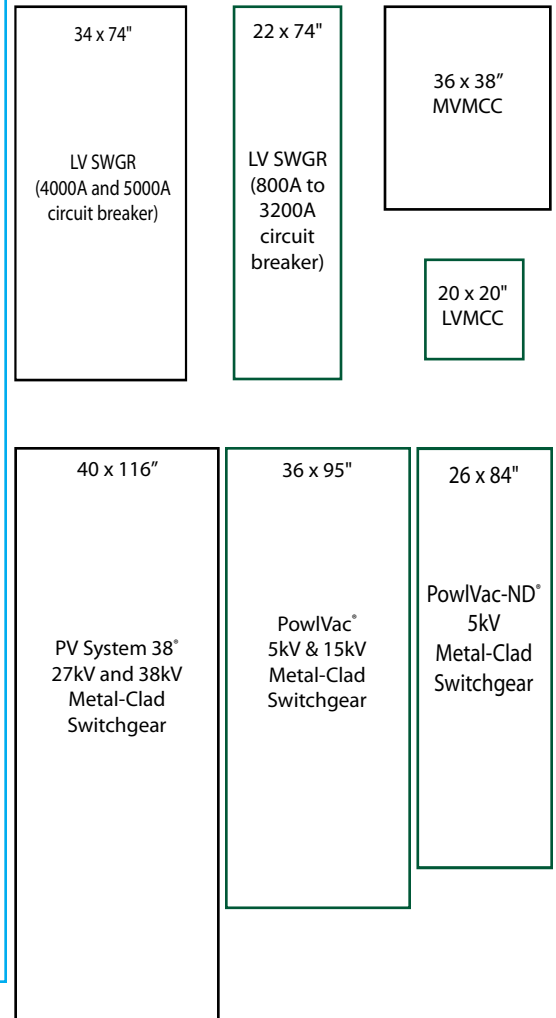 34 x 74"
LV SWGR
(4000A and 5000A
circuit breaker)
22 x 74"
LV SWGR
(800A to
3200A
circuit
breaker)
36 x 38”
MVMCC
20 x 20"
LVMCC
40 x 116”
PV System 38®
27kV and 38kV
Metal-Clad
Switchgear
36 x 95"
PowlVac®
5kV & 15kV
Metal-Clad
Switchgear
26 x 84"
PowlVac-ND®
5kV
Metal-Clad
Switchgear